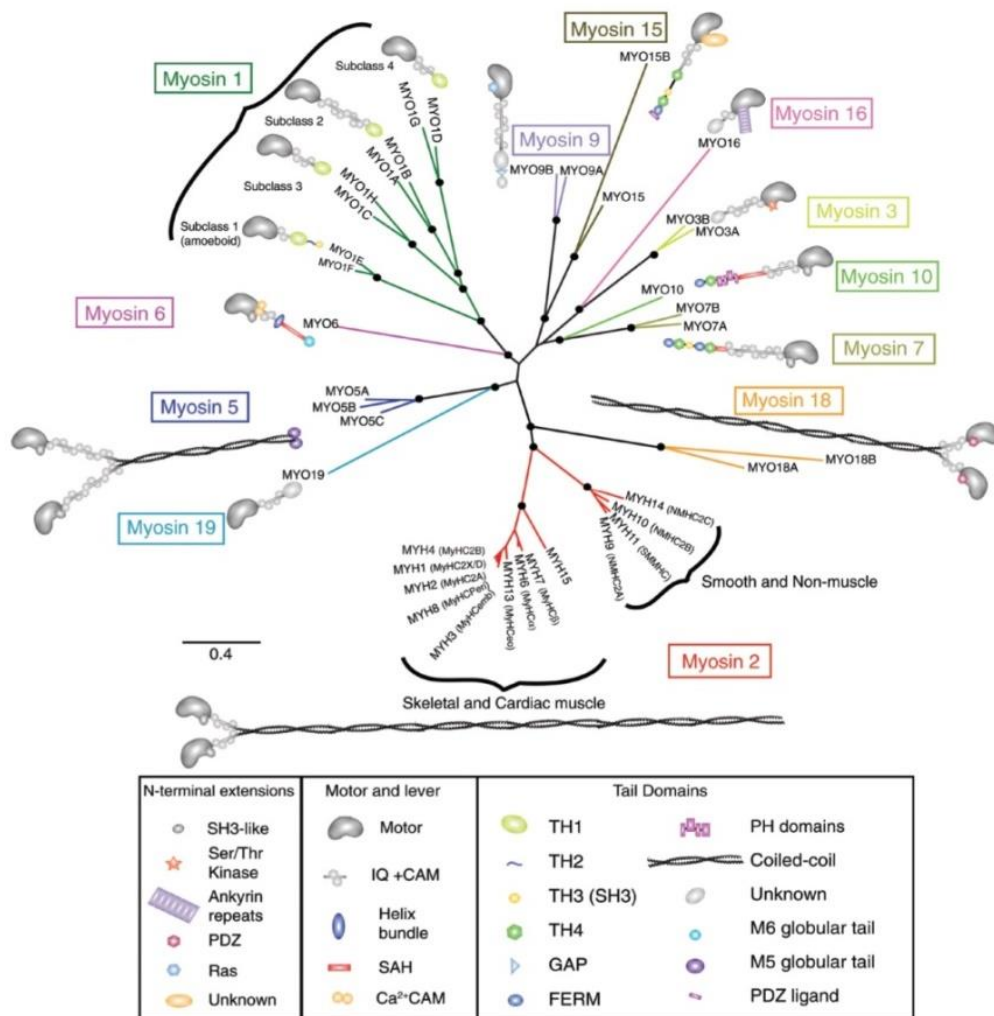 Myosin 15
MYO15B
Subclass 4
Myosin 1
MYO1G
MYO1D
Subclass 2
Myosin 16
MYO1B
MYO1A
Myosin 9
MYO16
Subclass 3
MYO1H
MYO1C
MYO9B
MYO9A
MYO15
MYO3B
MYO3A
Myosin 3
Subclass 1
(amoeboid)
MYO1E
MYO1F
Myosin 10
MYO10
MYO7B
MYO7A
Myosin 6
MYO6
Myosin 7
Myosin 5
MYO5A
MYO5B
MYO5C
Myosin 18
MYO18B
MYO18A
MYO19
Myosin 19
MYH14 (NMHC2C)
MYH10 (NMHC2B)
MYH11 (SMMHC)
MYH9 (NMHC2A)
Smooth and Non-muscle
MYH15
MYH7 (MyHCβ)
MYH6 (MyHCα)
MYH13 (MyHCeo)
MYH4 (MyHC2B)
MYH1 (MyHC2X/D)
MYH2 (MyHC2A)
MYH8 (MyHCPeri)
MYH3 (MyHCemb)
0.4
Myosin 2
Skeletal and Cardiac muscle
N-terminal extensions
SH3-like
Ser/Thr
Kinase
Ankyrin
repeats
PDZ
Ras
Unknown
Motor and lever
Motor
IQ +CAM
Helix
bundle
SAH
Ca²⁺CAM
Tail Domains
TH1
TH2
TH3 (SH3)
TH4
GAP
FERM
PH domains
Coiled-coil
Unknown
M6 globular tail
M5 globular tail
PDZ ligand